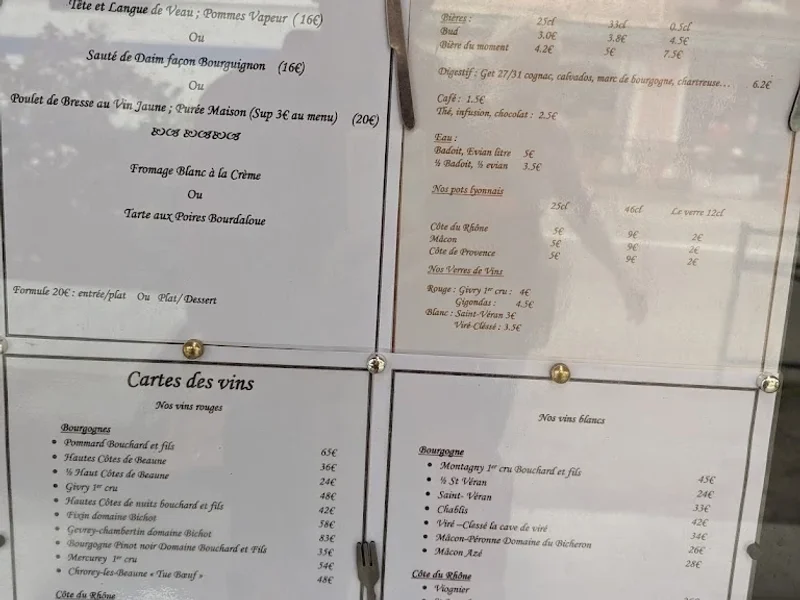 Tête et Langue de Veau ; Pommes Vapeur (16€)
Ou
Sauté de Daim façon Bourguignon (16€)
Ou
Poulet de Bresse au Vin Jaune ; Purée Maison (Sup 3€ au menu) (20€)
Fromage Blanc à la Crème
Ou
Tarte aux Poires Bourdaloue
Formule 20€ : entrée/plat Ou Plat/ Dessert
Bières : 25cl 33cl 0.5cl
Bud 3.0€ 3.8€ 4.5€
Bière du moment 4.2€ 5€ 7.5€
Digestif : Get 27/31 cognac, calvados, marc de bourgogne, chartreuse... 6.2€
Café : 1.5€
Thé, infusion, chocolat : 2.5€
Eau :
Badoit, Evian litre 5€
½ Badoit, ½ evian 3.5€
Nos pots lyonnais
25cl 46cl Le verre 12cl
Côte du Rhône 5€ 9€ 2€
Mâcon 5€ 9€ 2€
Côte de Provence 5€ 9€ 2€
Nos Verres de Vins
Rouge : Givry 1er cru : 4€
Gigondas : 4.5€
Blanc : Saint-Véran 3€
Viré-Cléssé : 3.5€
Cartes des vins
Nos vins rouges
Bourgognes
• Pommard Bouchard et fils 65€
• Hautes Côtes de Beaune 36€
• ½ Haut Côtes de Beaune 24€
• Givry 1er cru 48€
• Hautes Côtes de nuits bouchard et fils 42€
• Fixin domaine Bichot 58€
• Gevrey-chambertin domaine Bichot 83€
• Bourgogne Pinot noir Domaine Bouchard et Fils 35€
• Mercurey 1er cru 54€
• Chrorey-les-Beaune « Tue Bœuf » 48€
Côte du Rhône
Nos vins blancs
Bourgogne
• Montagny 1er cru Bouchard et fils 45€
• ½ St Véran 24€
• Saint- Véran 33€
• Chablis 42€
• Viré –Clessé la cave de viré 34€
• Mâcon-Péronne Domaine du Bicheron 26€
• Mâcon Azé 28€
Côte du Rhône
• Viognier